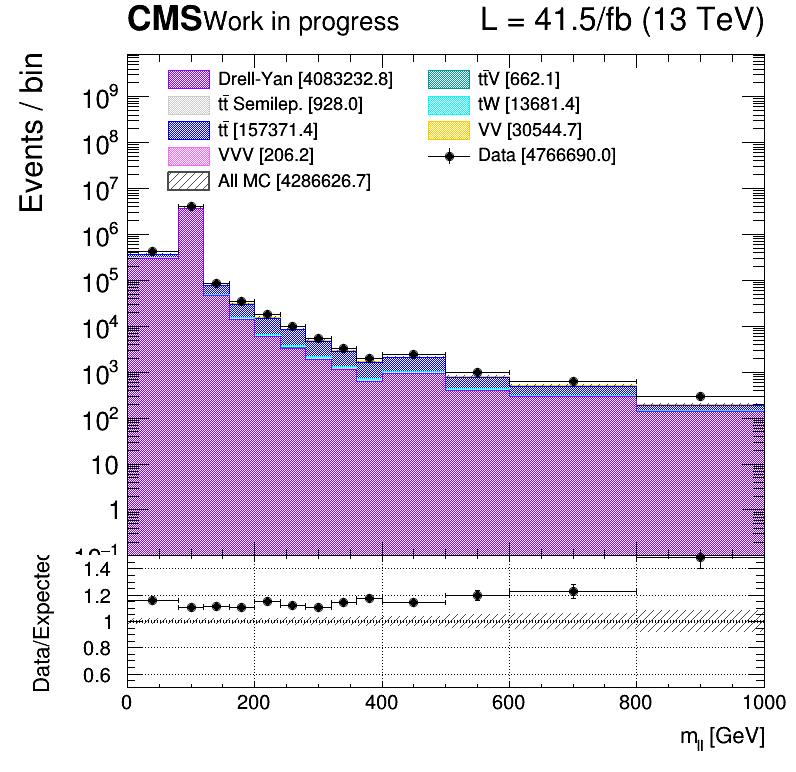 CMS Work in progress L = 41.5/fb (13 TeV)
Events / bin
Drell-Yan [4083232.8]
tt̄ Semilep. [928.0]
tt̄ [157371.4]
VVV [206.2]
All MC [4286626.7]
tt̄V [662.1]
tW [13681.4]
VV [30544.7]
Data [4766690.0]
10⁹
10⁸
10⁷
10⁶
10⁵
10⁴
10³
10²
10
1
10⁻¹
Data/Expected
1.4
1.2
1
0.8
0.6
0 200 400 600 800 1000
m_ll [GeV]